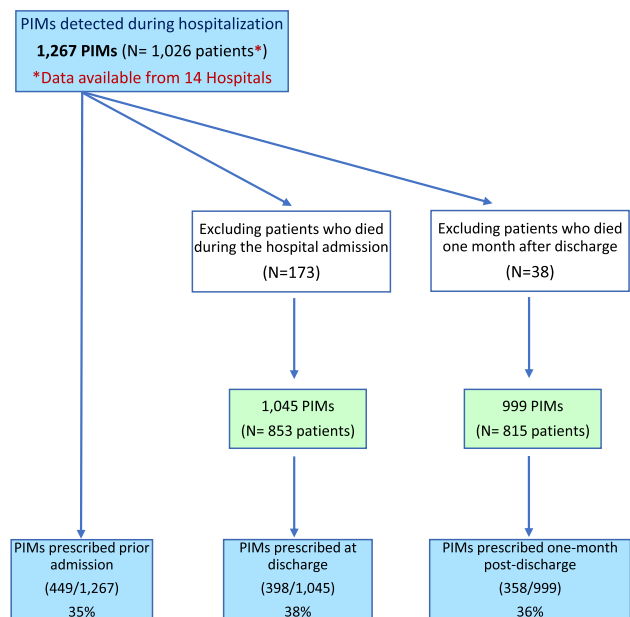 PIMs detected during hospitalization
1,267 PIMs (N= 1,026 patients*)
*Data available from 14 Hospitals
Excluding patients who died
during the hospital admission
(N=173)
Excluding patients who died
one month after discharge
(N=38)
1,045 PIMs
(N= 853 patients)
999 PIMs
(N= 815 patients)
PIMs prescribed prior
admission
(449/1,267)
35%
PIMs prescribed at
discharge
(398/1,045)
38%
PIMs prescribed one-month
post-discharge
(358/999)
36%